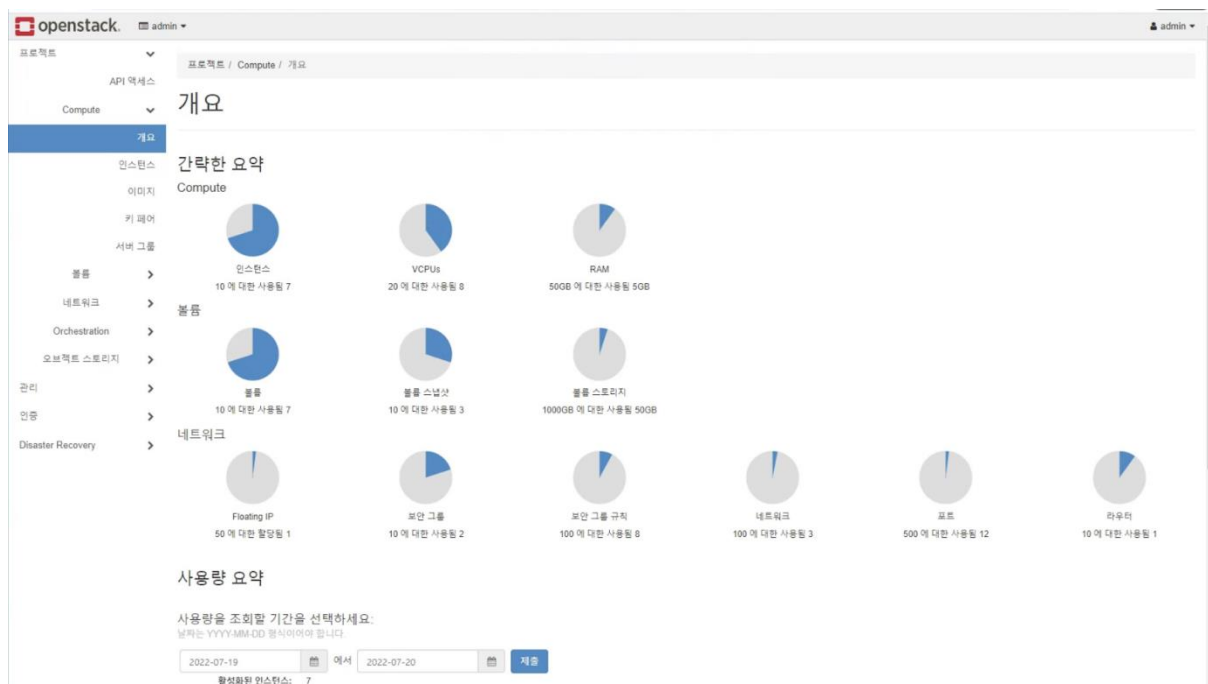 openstack. admin admin
프로젝트
API 액세스
Compute
개요
인스턴스
이미지
키 페어
서버 그룹
볼륨
네트워크
Orchestration
오브젝트 스토리지
관리
인증
Disaster Recovery
프로젝트 / Compute / 개요
개요
간략한 요약
Compute
인스턴스 VCPUs RAM
10 에 대한 사용됨 7 20 에 대한 사용됨 8 50GB 에 대한 사용됨 5GB
볼륨
볼륨 볼륨 스냅샷 볼륨 스토리지
10 에 대한 사용됨 7 10 에 대한 사용됨 3 1000GB 에 대한 사용됨 50GB
네트워크
Floating IP 보안 그룹 보안 그룹 규칙 네트워크 포트 라우터
50 에 대한 할당됨 1 10 에 대한 사용됨 2 100 에 대한 사용됨 8 100 에 대한 사용됨 3 500 에 대한 사용됨 12 10 에 대한 사용됨 1
사용량 요약
사용량을 조회할 기간을 선택하세요:
날짜는 YYYY-MM-DD 형식이어야 합니다.
2022-07-19 에서 2022-07-20 제출
활성화된 인스턴스: 7